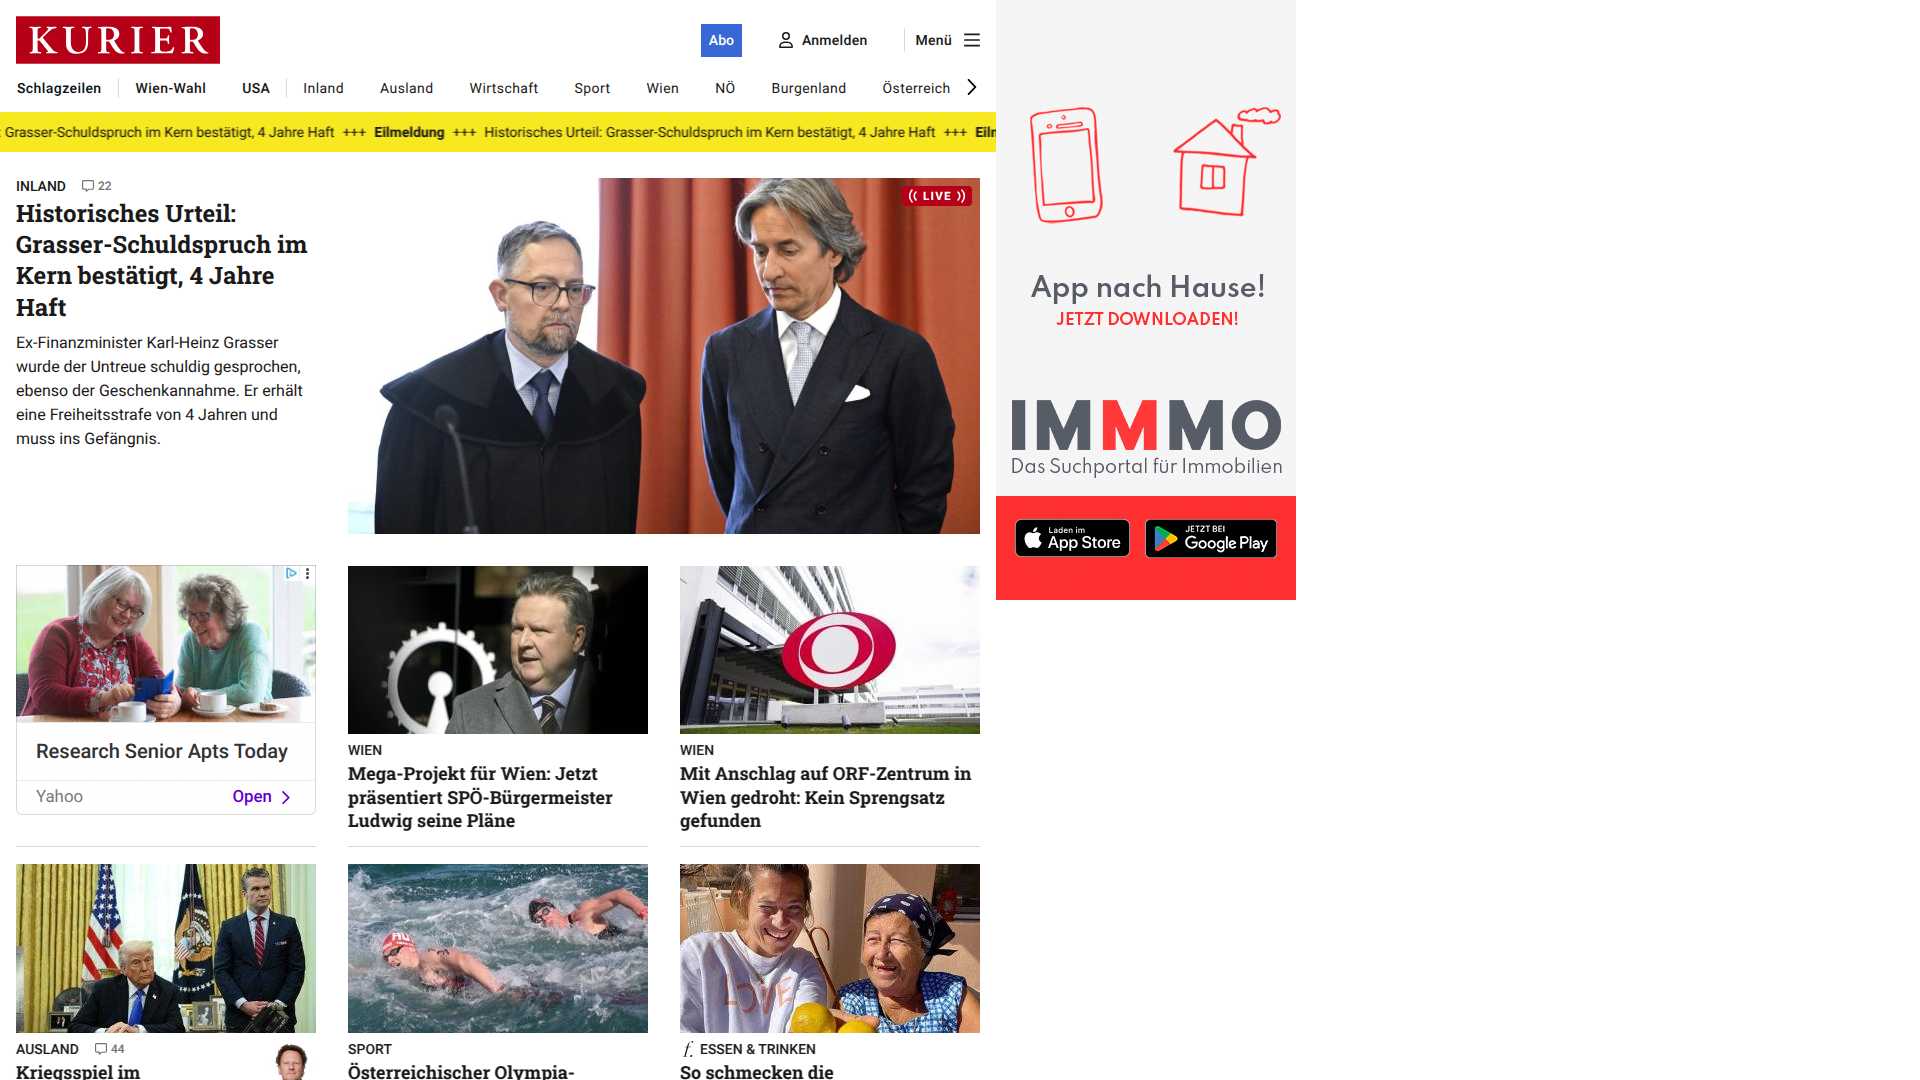 KURIER
Abo
Anmelden
Menü
Schlagzeilen
Wien-Wahl
USA
Inland
Ausland
Wirtschaft
Sport
Wien
NÖ
Burgenland
Österreich
: Grasser-Schuldspruch im Kern bestätigt, 4 Jahre Haft +++ Eilmeldung +++ Historisches Urteil: Grasser-Schuldspruch im Kern bestätigt, 4 Jahre Haft +++
INLAND 22
Historisches Urteil:
Grasser-Schuldspruch im
Kern bestätigt, 4 Jahre
Haft
Ex-Finanzminister Karl-Heinz Grasser
wurde der Untreue schuldig gesprochen,
ebenso der Geschenkannahme. Er erhält
eine Freiheitsstrafe von 4 Jahren und
muss ins Gefängnis.
LIVE
Research Senior Apts Today
Yahoo
Open
WIEN
Mega-Projekt für Wien: Jetzt
präsentiert SPÖ-Bürgermeister
Ludwig seine Pläne
WIEN
Mit Anschlag auf ORF-Zentrum in
Wien gedroht: Kein Sprengsatz
gefunden
LOVE
AUSLAND 44
Kriegsspiel im
SPORT
Österreichischer Olympia-
f. ESSEN & TRINKEN
So schmecken die
App nach Hause!
JETZT DOWNLOADEN!
IMMMO
Das Suchportal für Immobilien
Laden im
App Store
JETZT BEI
Google Play